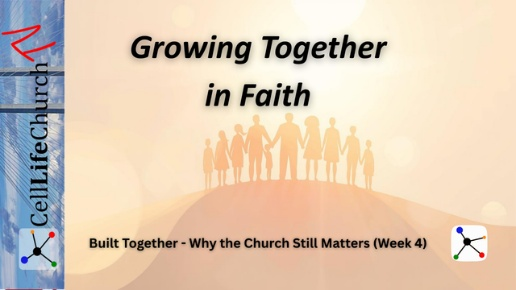 Growing Together
in Faith
CellLifeChurch
Built Together - Why the Church Still Matters (Week 4)